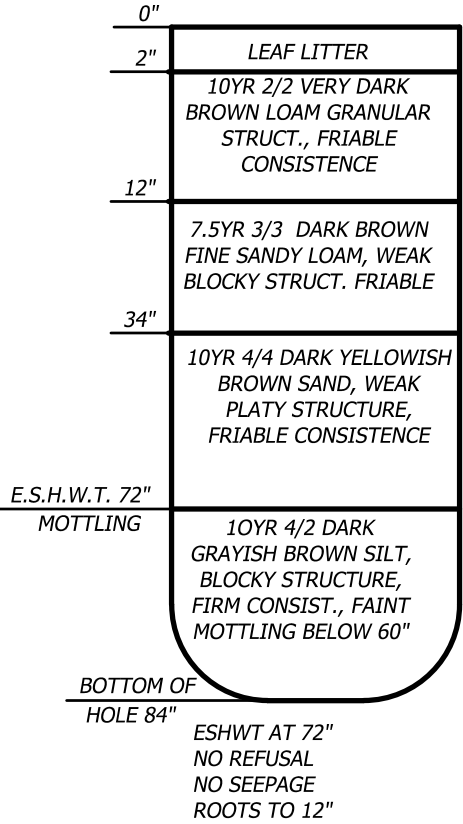 0"
LEAF LITTER
2"
10YR 2/2 VERY DARK
BROWN LOAM GRANULAR
STRUCT., FRIABLE
CONSISTENCE
12"
7.5YR 3/3 DARK BROWN
FINE SANDY LOAM, WEAK
BLOCKY STRUCT. FRIABLE
34"
10YR 4/4 DARK YELLOWISH
BROWN SAND, WEAK
PLATY STRUCTURE,
FRIABLE CONSISTENCE
E.S.H.W.T. 72"
MOTTLING
1OYR 4/2 DARK
GRAYISH BROWN SILT,
BLOCKY STRUCTURE,
FIRM CONSIST., FAINT
MOTTLING BELOW 60"
BOTTOM OF
HOLE 84"
ESHWT AT 72"
NO REFUSAL
NO SEEPAGE
ROOTS TO 12"